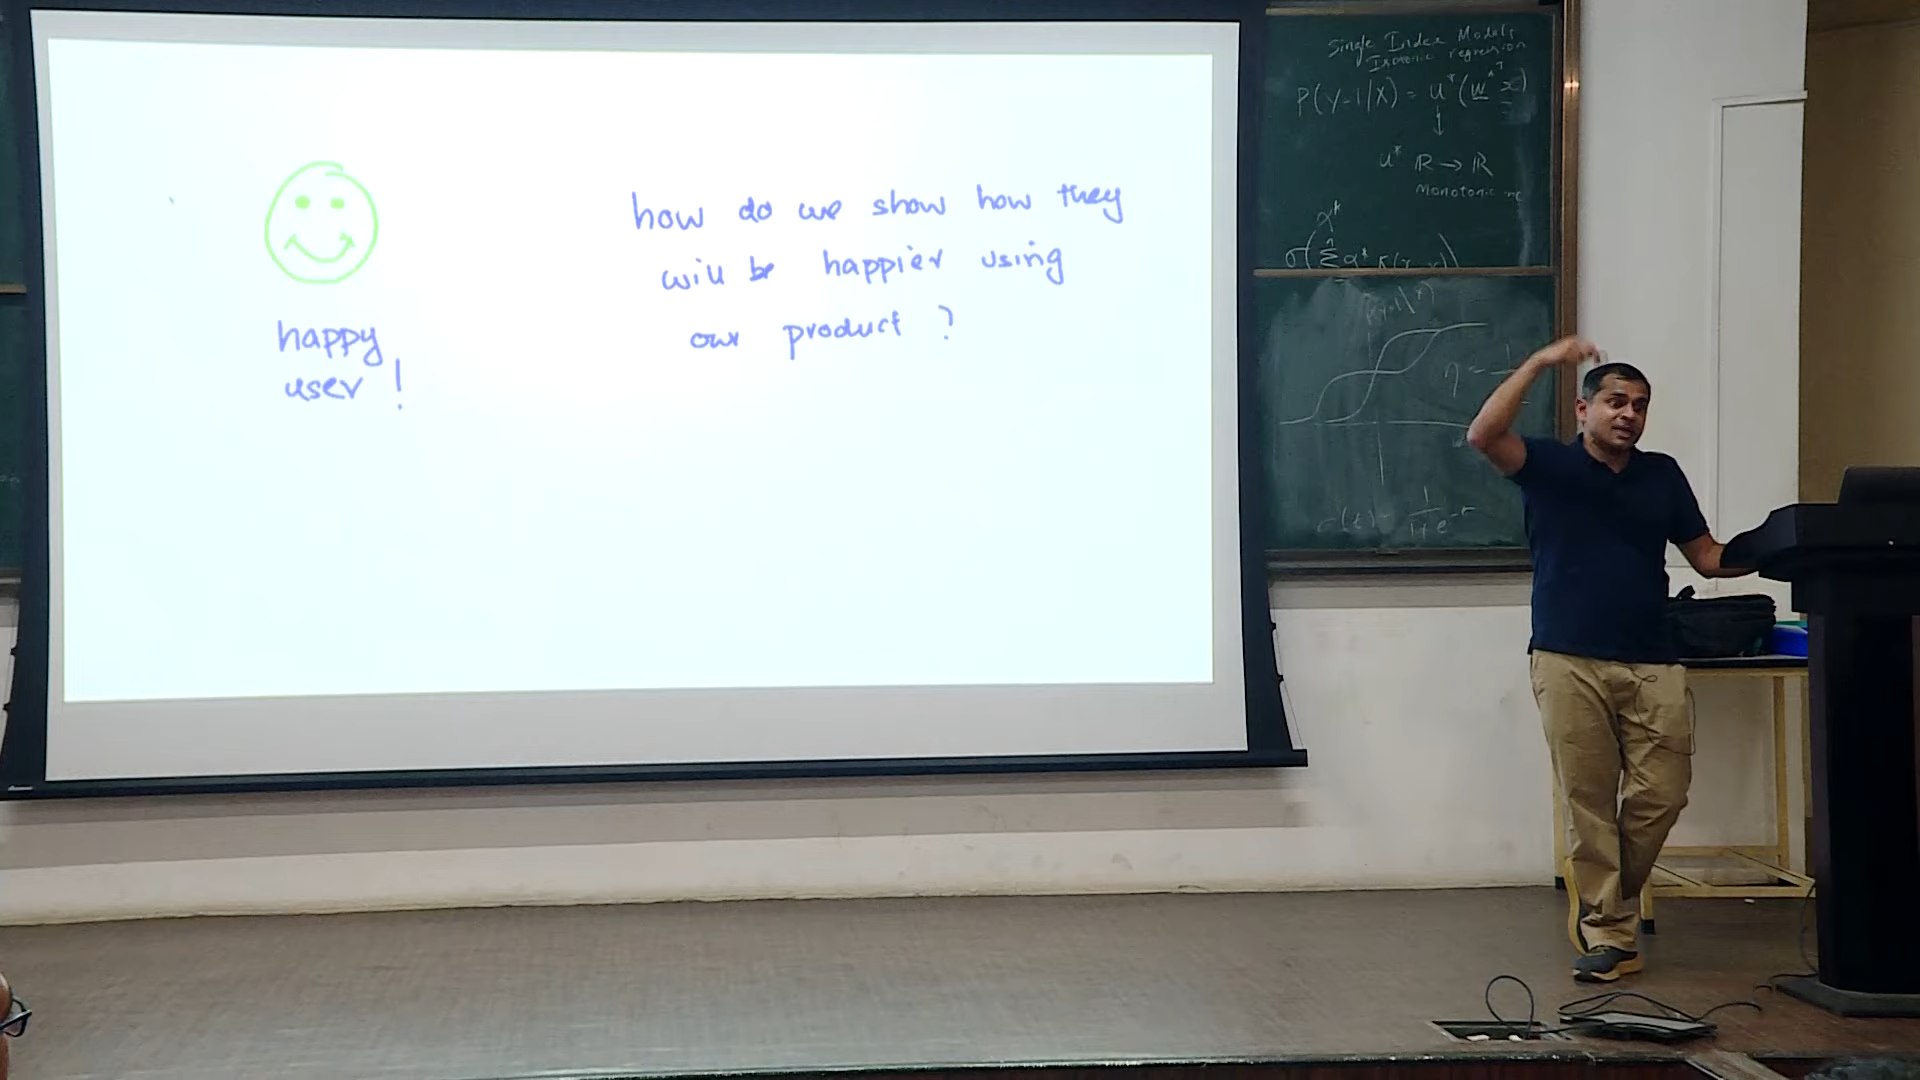 happy
user !
how do we show how they
will be happier using
our product ?
Single Index Models
Isotonic regression
P(Y=1/X) = u*(w*ᵀx)
↓
u* ℝ → ℝ
Monotonic inc
α*
η =
σ(t) = 1/(1+e^-t)